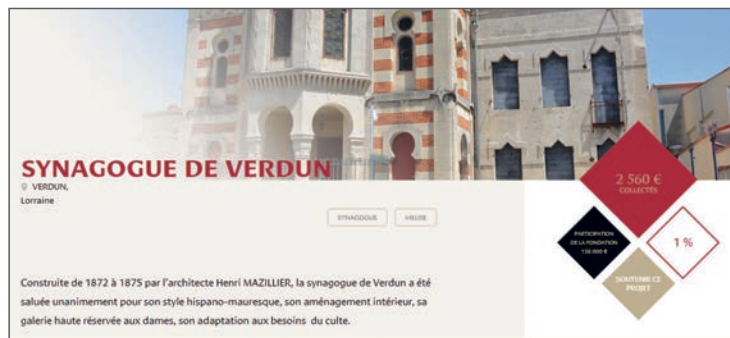 SYNAGOGUE DE VERDUN
VERDUN,
Lorraine
SYNAGOGUE
MEUSE
2 560 €
COLLECTÉS
PARTICIPATION
DE LA FONDATION
150 000 €
1 %
SOUTENIR CE
PROJET
Construite de 1872 à 1875 par l'architecte Henri MAZILLIER, la synagogue de Verdun a été
saluée unanimement pour son style hispano-mauresque, son aménagement intérieur, sa
galerie haute réservée aux dames, son adaptation aux besoins du culte.